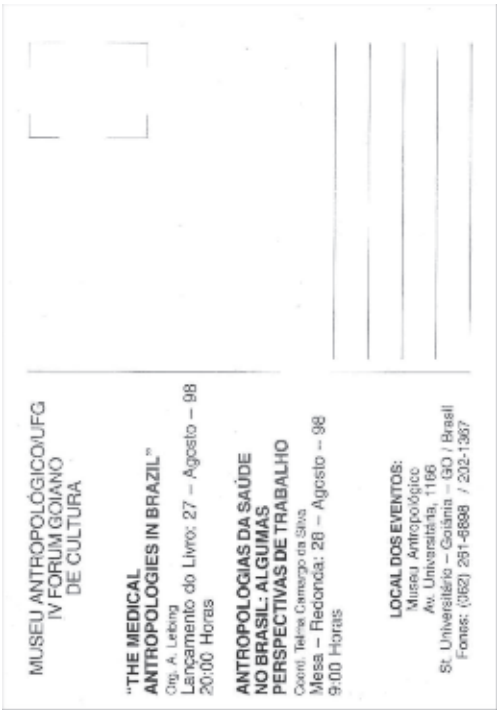 MUSEU ANTROPOLÓGICO/UFG
IV FORUM GOIANO
DE CULTURA
"THE MEDICAL
ANTROPOLOGIES IN BRAZIL"
Org. A. Leibing
Lançamento do Livro: 27 – Agosto – 98
20:00 Horas
ANTROPOLOGIAS DA SAÚDE
NO BRASIL: ALGUMAS
PERSPECTIVAS DE TRABALHO
Coord. Telma Camargo da Silva
Mesa – Redonda: 28 – Agosto – 98
9:00 Horas
LOCAL DOS EVENTOS:
Museu Antropológico
Av. Universitária, 1166
St. Universitário – Goiânia – GO / Brasil
Fones: (062) 261-6898 / 202-1367